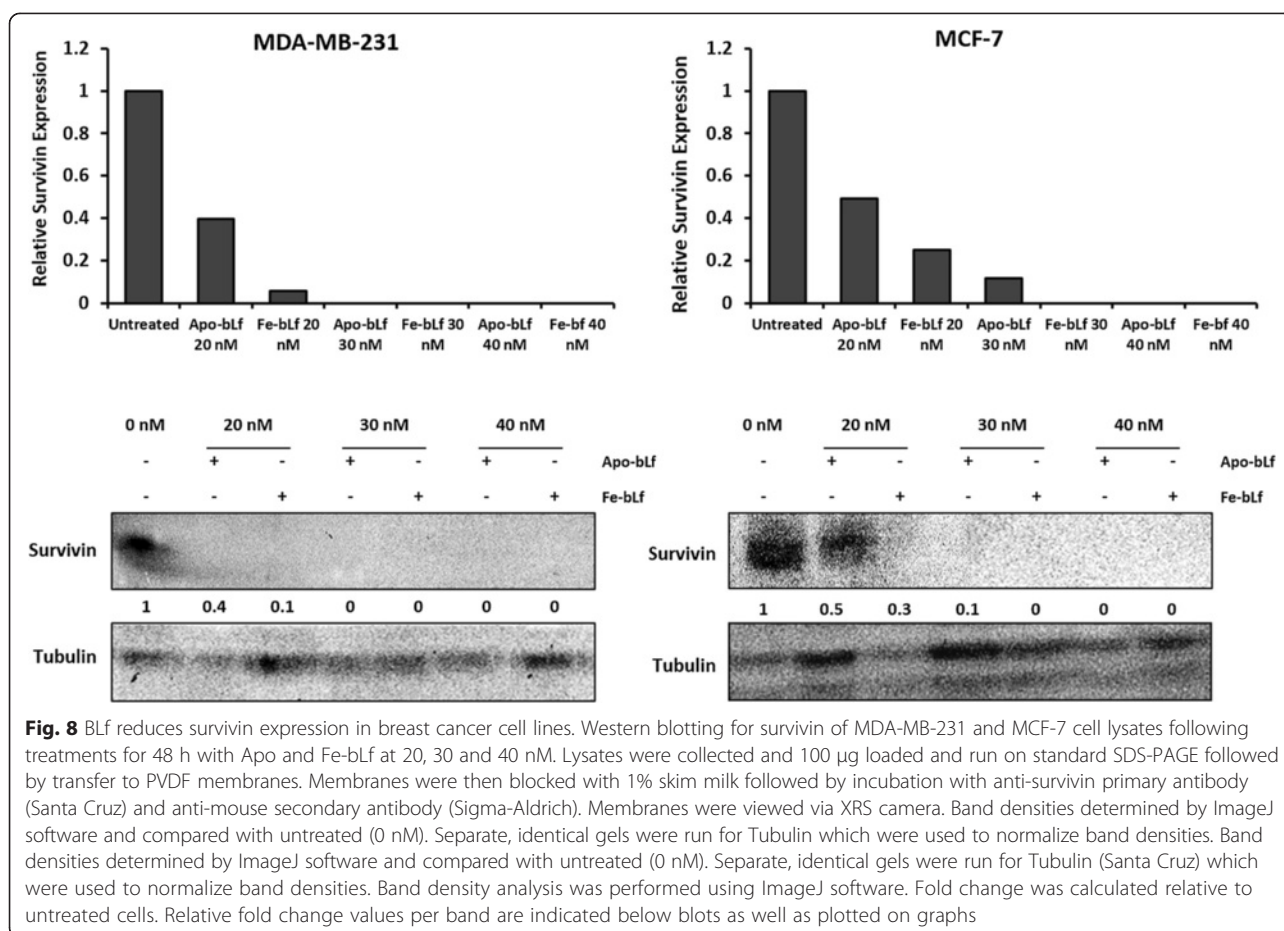 MDA-MB-231
Relative Survivin Expression
1.2
1
0.8
0.6
0.4
0.2
0
Untreated Apo-bLf 20 nM Fe-bLf 20 nM Apo-bLf 30 nM Fe-bLf 30 nM Apo-bLf 40 nM Fe-bf 40 nM
MCF-7
Relative Survivin Expression
1.2
1
0.8
0.6
0.4
0.2
0
Untreated Apo-bLf 20 nM Fe-bLf 20 nM Apo-bLf 30 nM Fe-bLf 30 nM Apo-bLf 40 nM Fe-bf 40 nM
0 nM 20 nM 30 nM 40 nM
- + - + - + - Apo-bLf
- - + - + - + Fe-bLf
Survivin
1 0.4 0.1 0 0 0 0
Tubulin
0 nM 20 nM 30 nM 40 nM
- + - + - + - Apo-bLf
- - + - + - + Fe-bLf
Survivin
1 0.5 0.3 0.1 0 0 0
Tubulin
Fig. 8 BLf reduces survivin expression in breast cancer cell lines. Western blotting for survivin of MDA-MB-231 and MCF-7 cell lysates following
treatments for 48 h with Apo and Fe-bLf at 20, 30 and 40 nM. Lysates were collected and 100 μg loaded and run on standard SDS-PAGE followed
by transfer to PVDF membranes. Membranes were then blocked with 1% skim milk followed by incubation with anti-survivin primary antibody
(Santa Cruz) and anti-mouse secondary antibody (Sigma-Aldrich). Membranes were viewed via XRS camera. Band densities determined by ImageJ
software and compared with untreated (0 nM). Separate, identical gels were run for Tubulin which were used to normalize band densities. Band
densities determined by ImageJ software and compared with untreated (0 nM). Separate, identical gels were run for Tubulin (Santa Cruz) which
were used to normalize band densities. Band density analysis was performed using ImageJ software. Fold change was calculated relative to
untreated cells. Relative fold change values per band are indicated below blots as well as plotted on graphs